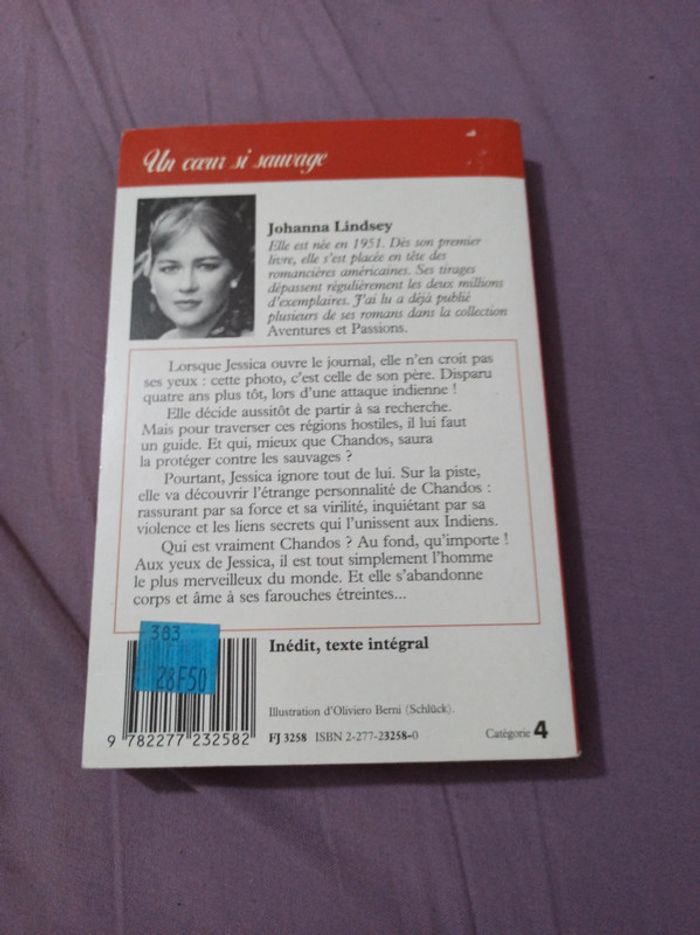 Un cœur si sauvage
Johanna Lindsey
Elle est née en 1951. Dès son premier
livre, elle s'est placée en tête des
romancières américaines. Ses tirages
dépassent régulièrement les deux millions
d'exemplaires. J'ai lu a déjà publié
plusieurs de ses romans dans la collection
Aventures et Passions.
Lorsque Jessica ouvre le journal, elle n'en croit pas
ses yeux : cette photo, c'est celle de son père. Disparu
quatre ans plus tôt, lors d'une attaque indienne !
Elle décide aussitôt de partir à sa recherche.
Mais pour traverser ces régions hostiles, il lui faut
un guide. Et qui, mieux que Chandos, saura
la protéger contre les sauvages ?
Pourtant, Jessica ignore tout de lui. Sur la piste,
elle va découvrir l'étrange personnalité de Chandos :
rassurant par sa force et sa virilité, inquiétant par sa
violence et les liens secrets qui l'unissent aux Indiens.
Qui est vraiment Chandos ? Au fond, qu'importe !
Aux yeux de Jessica, il est tout simplement l'homme
le plus merveilleux du monde. Et elle s'abandonne
corps et âme à ses farouches étreintes...
383
28F50
Inédit, texte intégral
Illustration d'Oliviero Berni (Schlück).
9 782277 232582
FJ 3258 ISBN 2-277-23258-0
Catégorie 4